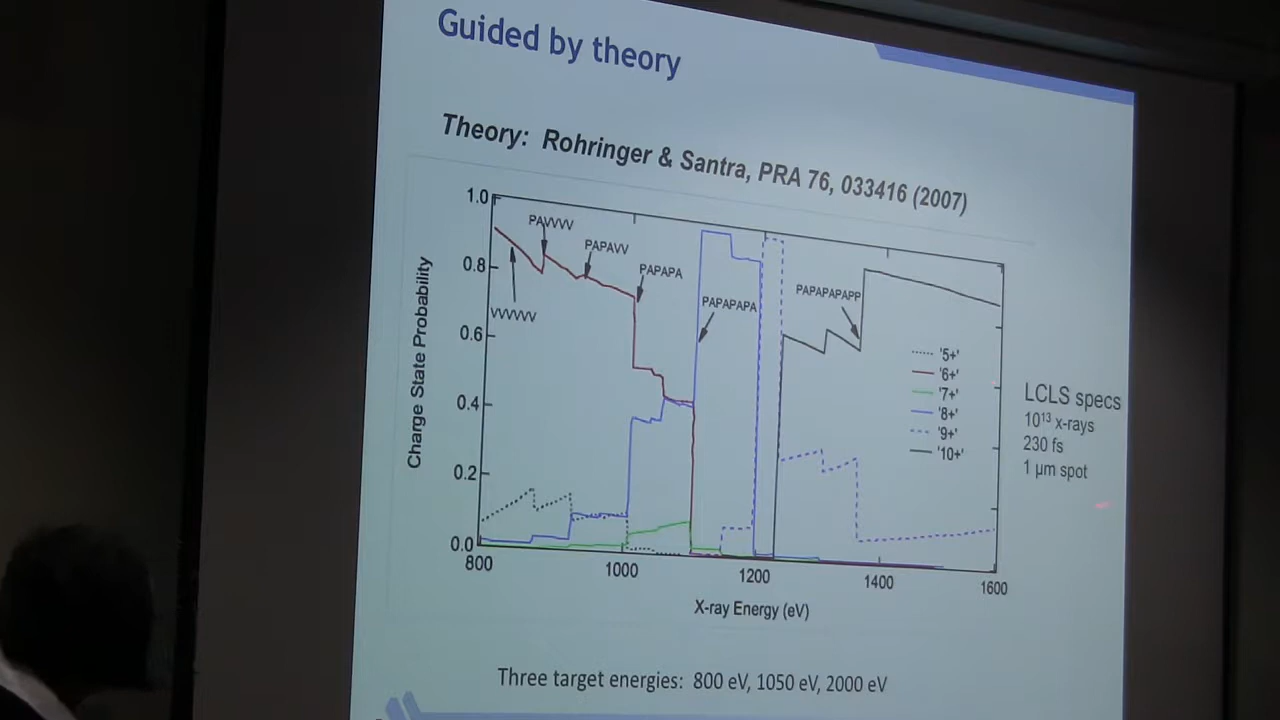 Guided by theory
Theory: Rohringer & Santra, PRA 76, 033416 (2007)
1.0
0.8
0.6
0.4
0.2
0.0
Charge State Probability
PAVVVV
PAPAVV
PAPAPA
VVVVVV
PAPAPAPA
PAPAPAPAPP
'5+'
'6+'
'7+'
'8+'
'9+'
'10+'
LCLS specs
10¹³ x-rays
230 fs
1 µm spot
800
1000
1200
1400
1600
X-ray Energy (eV)
Three target energies: 800 eV, 1050 eV, 2000 eV